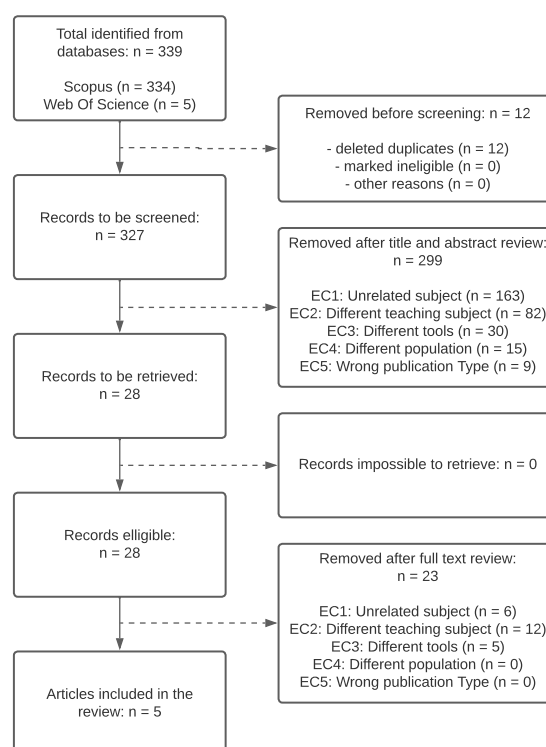 Total identified from
databases: n = 339
Scopus (n = 334)
Web Of Science (n = 5)
Removed before screening: n = 12
- deleted duplicates (n = 12)
- marked ineligible (n = 0)
- other reasons (n = 0)
Records to be screened:
n = 327
Removed after title and abstract review:
n = 299
EC1: Unrelated subject (n = 163)
EC2: Different teaching subject (n = 82)
EC3: Different tools (n = 30)
EC4: Different population (n = 15)
EC5: Wrong publication Type (n = 9)
Records to be retrieved:
n = 28
Records impossible to retrieve: n = 0
Records elligible:
n = 28
Removed after full text review:
n = 23
EC1: Unrelated subject (n = 6)
EC2: Different teaching subject (n = 12)
EC3: Different tools (n = 5)
EC4: Different population (n = 0)
EC5: Wrong publication Type (n = 0)
Articles included in the
review: n = 5